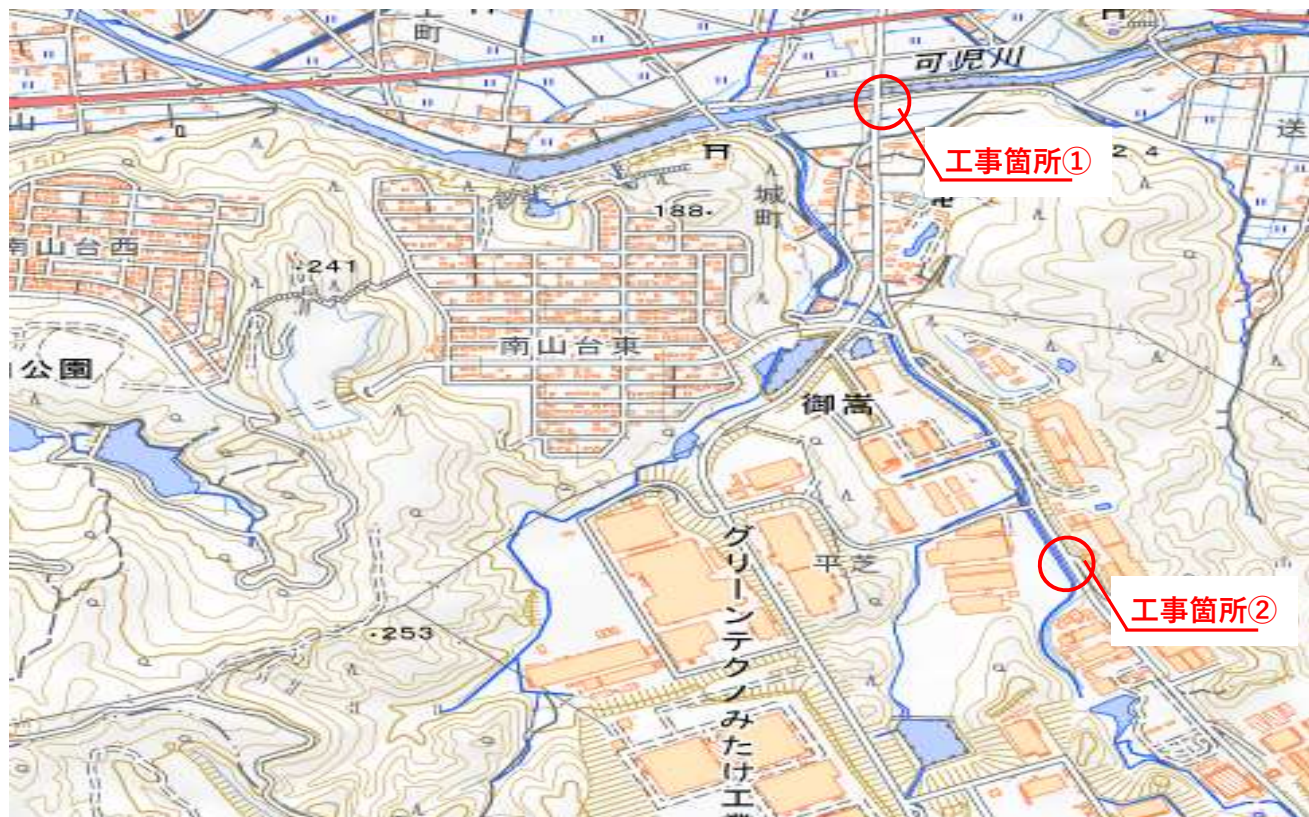 町
可児川
送
工事箇所①
150
城
町
188
南山台西
241
南山台東
公園
御嵩
グリーンテクノみたけ工業
平芝
253
工事箇所②